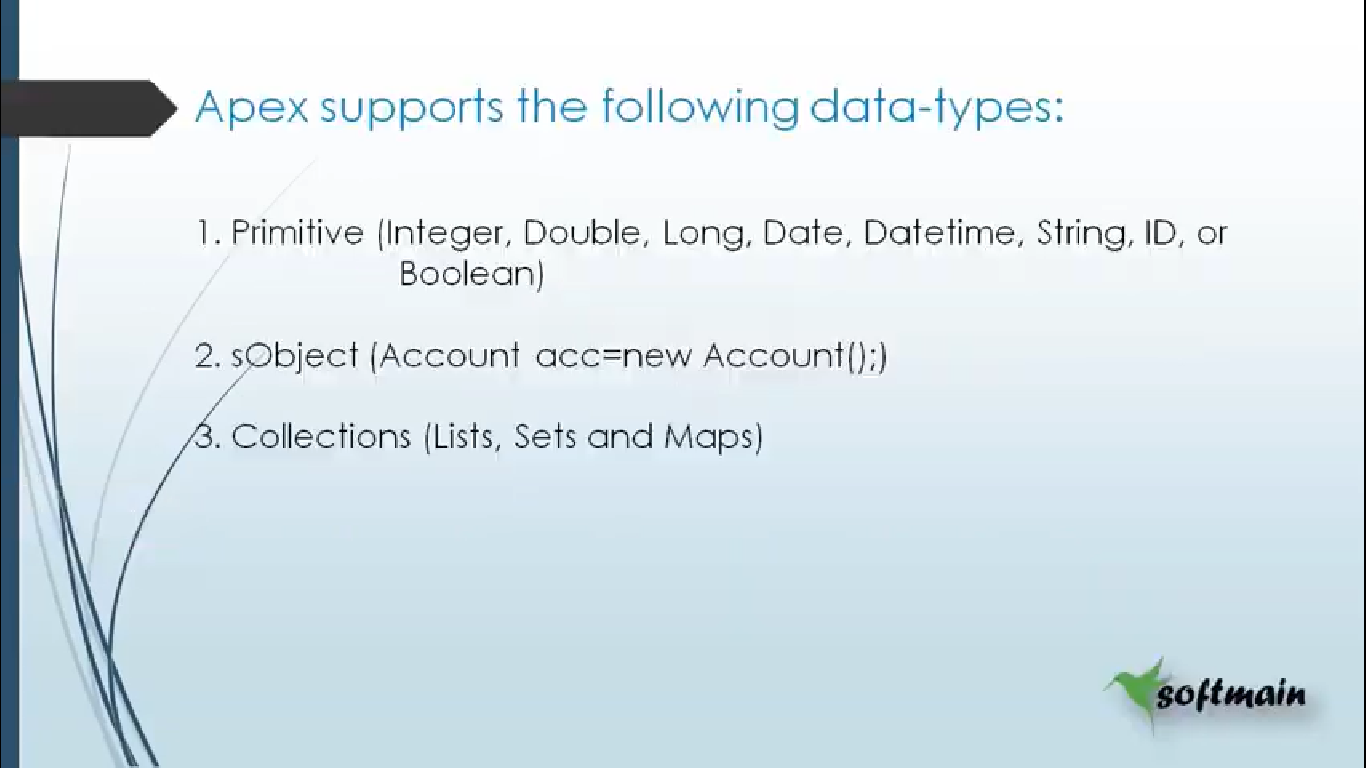 Apex supports the following data-types:
1. Primitive (Integer, Double, Long, Date, Datetime, String, ID, or
Boolean)
2. sObject (Account acc=new Account();)
3. Collections (Lists, Sets and Maps)
softmain